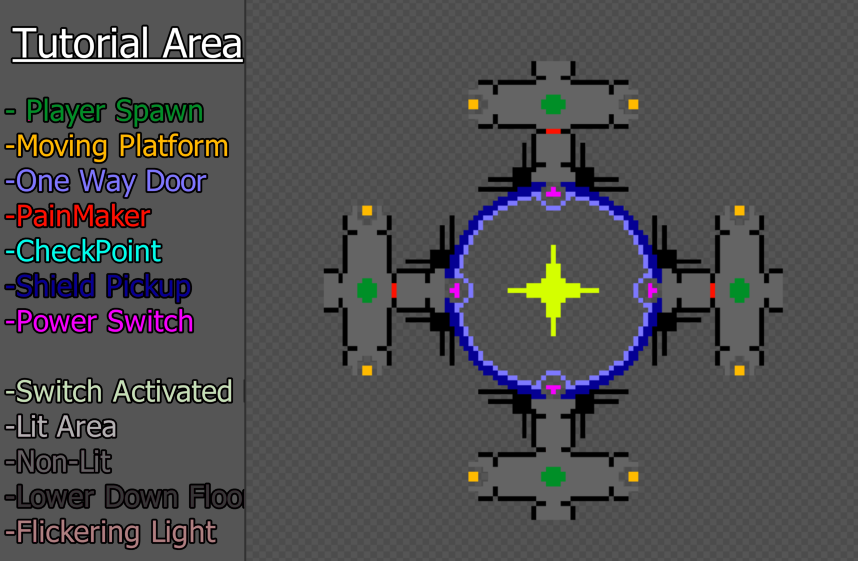 Tutorial Area
- Player Spawn
-Moving Platform
-One Way Door
-PainMaker
-CheckPoint
-Shield Pickup
-Power Switch
-Switch Activated
-Lit Area
-Non-Lit
-Lower Down Floor
-Flickering Light